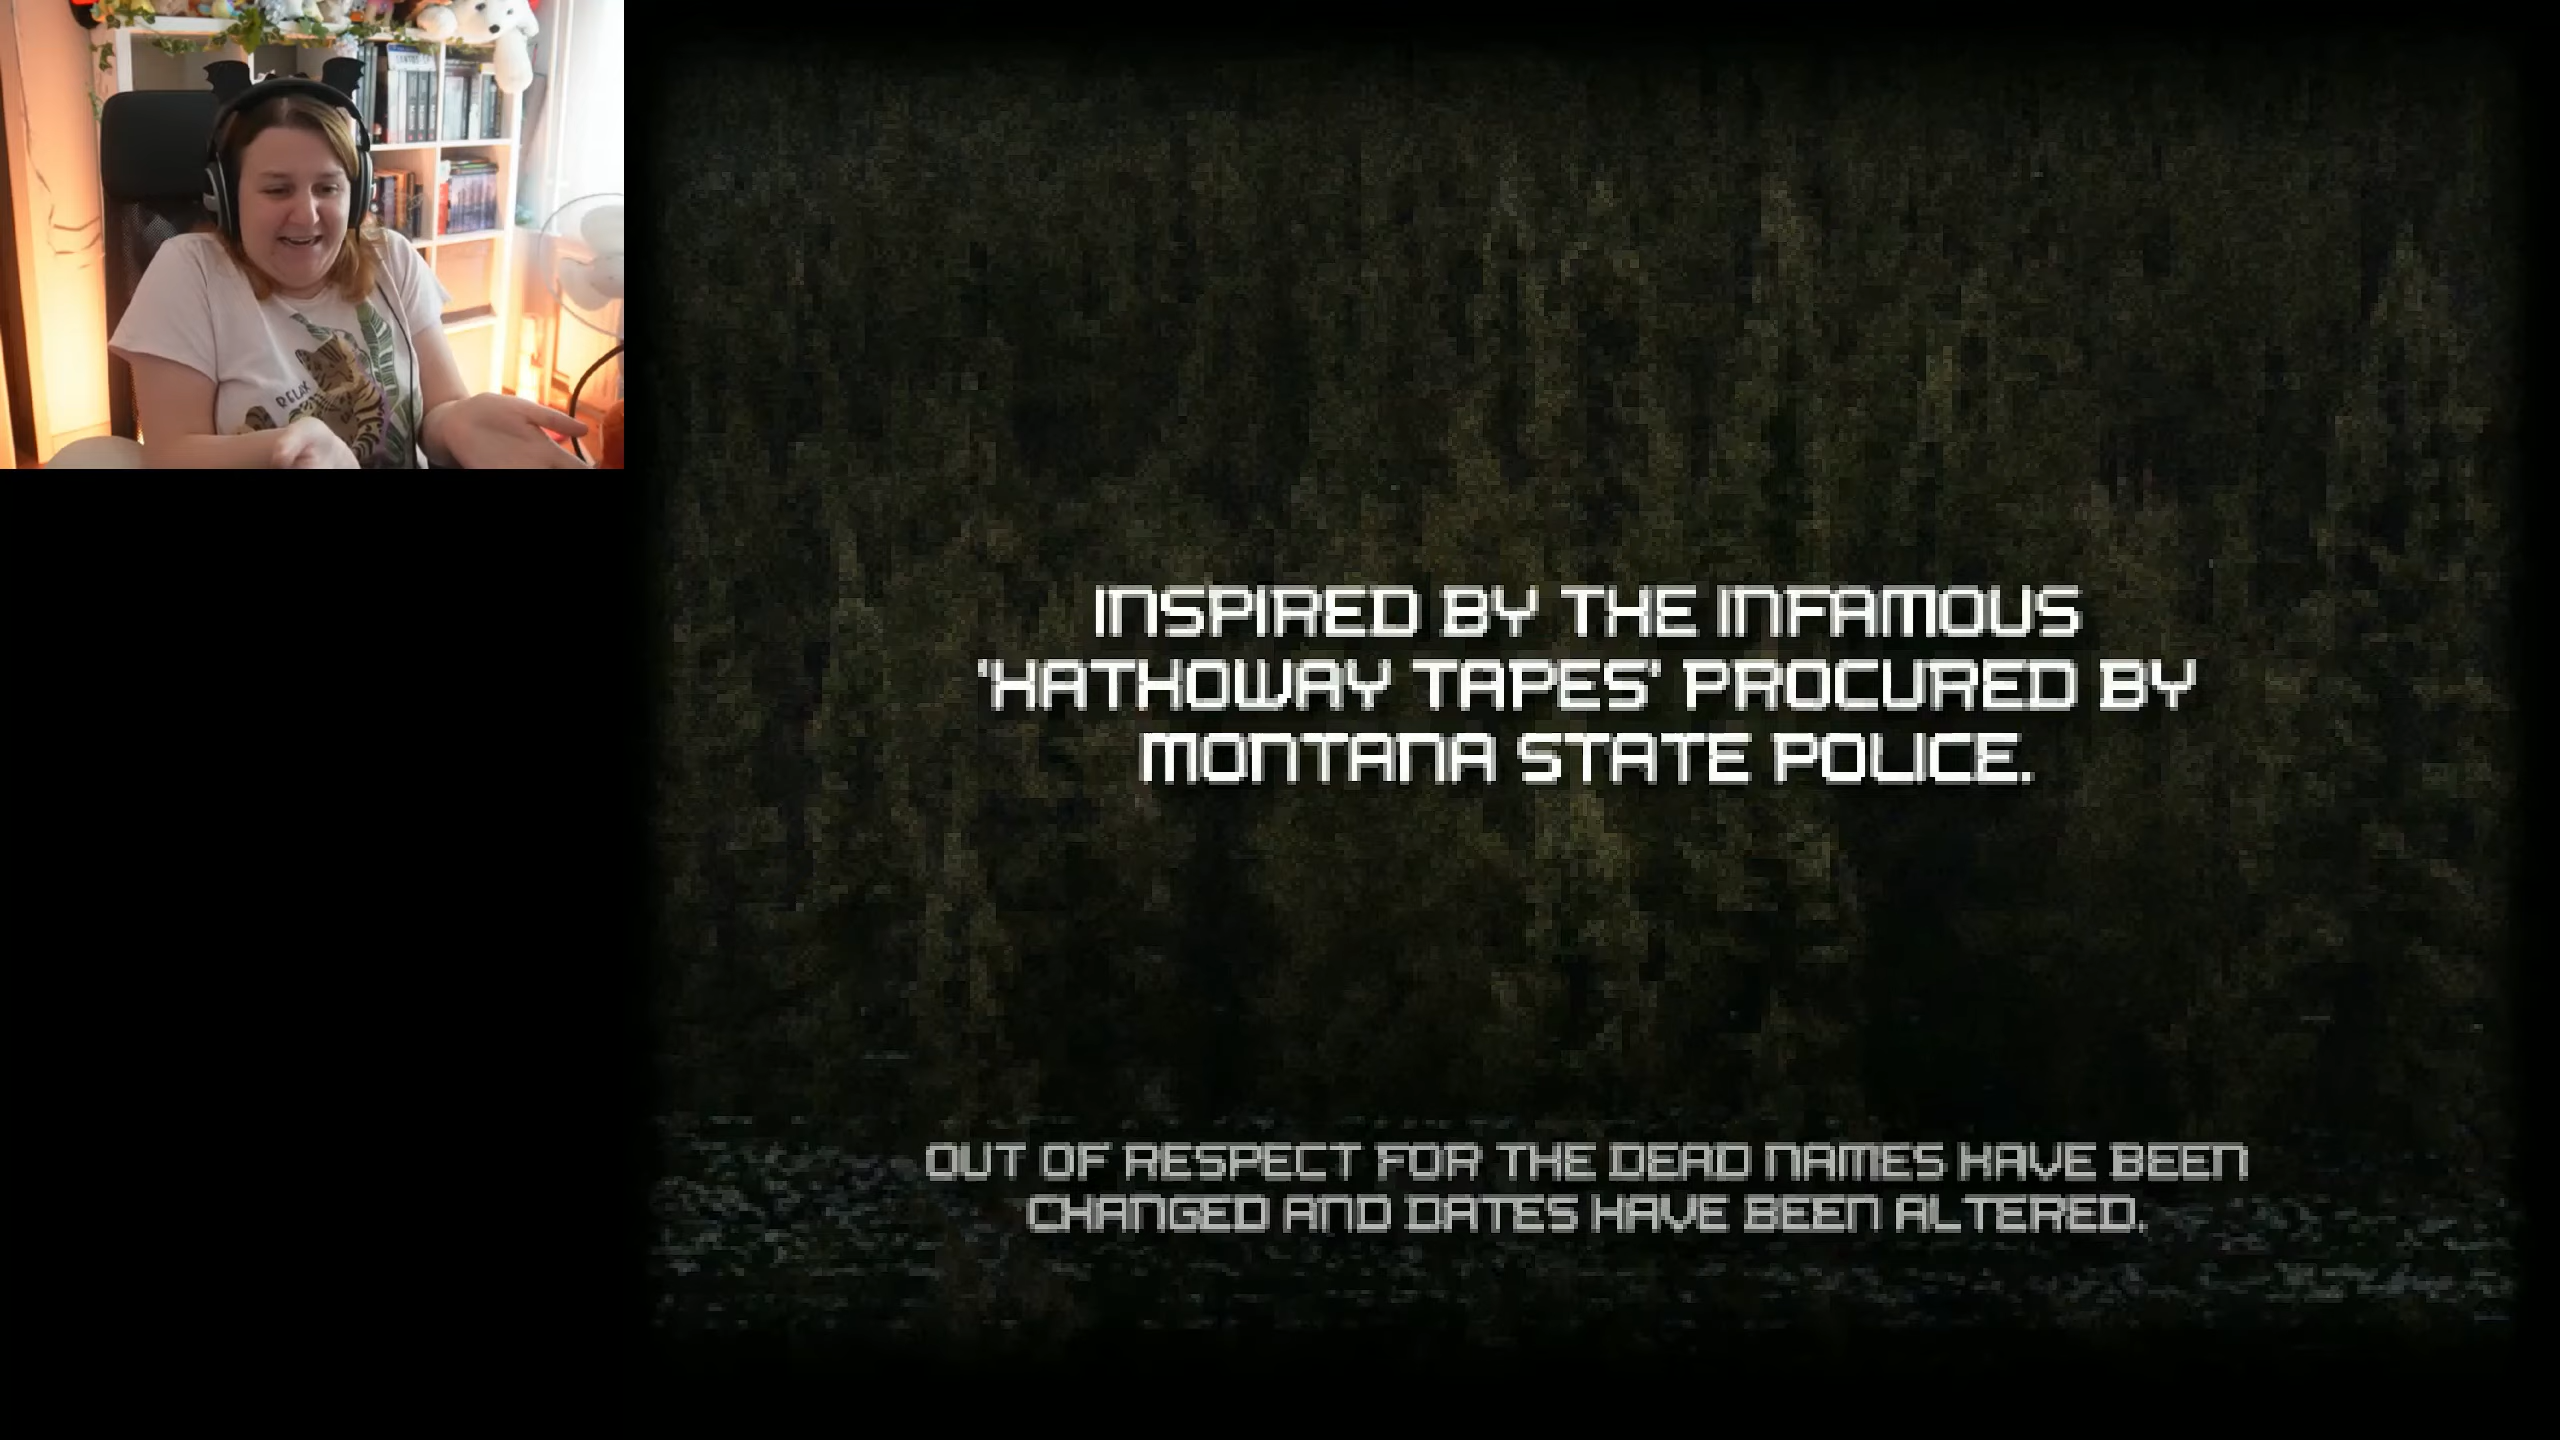 INSPIRED BY THE INFAMOUS
'HATHOWAY TAPES' PROCURED BY
MONTANA STATE POLICE.
OUT OF RESPECT FOR THE DEAD NAMES HAVE BEEN
CHANGED AND DATES HAVE BEEN ALTERED.
RELAX